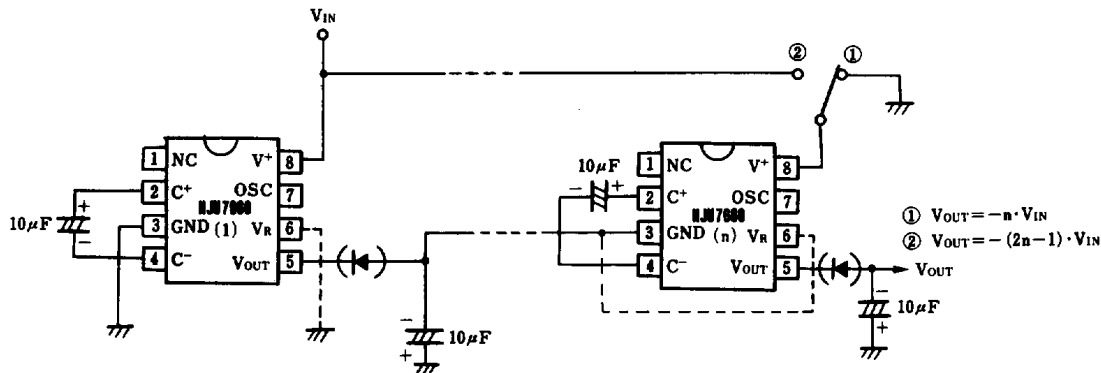 VIN
② ①
1 NC V+ 8
2 C+ OSC 7
3 GND (1) VR 6
4 C− VOUT 5
NJU7660
10μF
+
−
−
+
10μF
10μF
− +
1 NC V+ 8
2 C+ OSC 7
3 GND (n) VR 6
4 C− VOUT 5
NJU7660
① VOUT=−n·VIN
② VOUT=−(2n−1)·VIN
VOUT
−
+
10μF